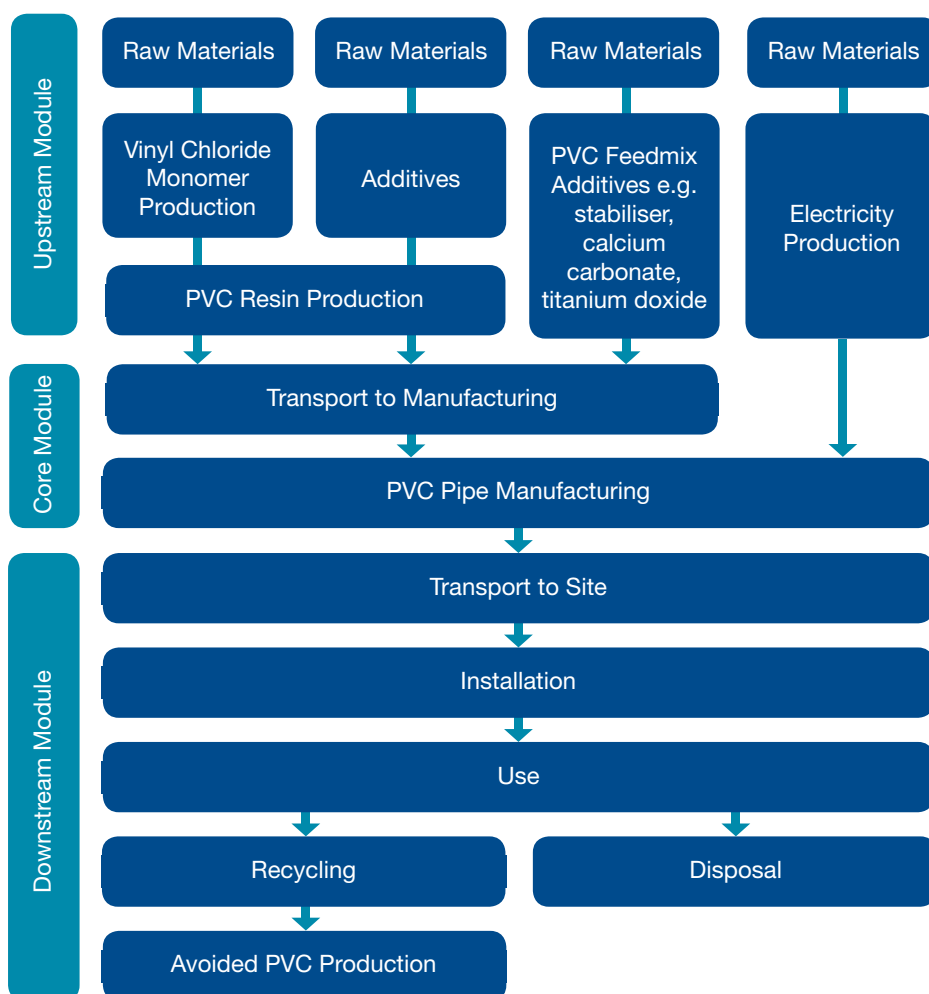 Upstream Module
Raw Materials
Raw Materials
Raw Materials
Raw Materials
Vinyl Chloride
Monomer
Production
Additives
PVC Feedmix
Additives e.g.
stabiliser,
calcium
carbonate,
titanium doxide
Electricity
Production
PVC Resin Production
Core Module
Transport to Manufacturing
PVC Pipe Manufacturing
Downstream Module
Transport to Site
Installation
Use
Recycling
Disposal
Avoided PVC Production